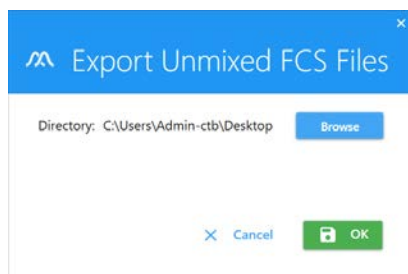 Export Unmixed FCS Files
Directory: C:\Users\Admin-ctb\Desktop Browse
Cancel OK